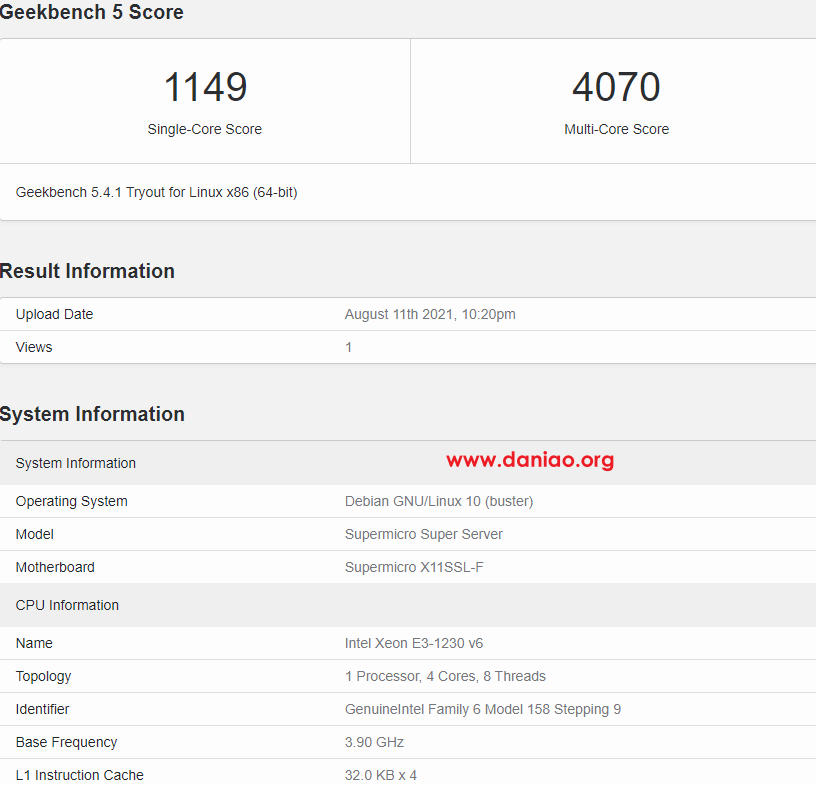 Geekbench 5 Score
1149
Single-Core Score
4070
Multi-Core Score
Geekbench 5.4.1 Tryout for Linux x86 (64-bit)
Result Information
Upload Date August 11th 2021, 10:20pm
Views 1
System Information
System Information
www.daniao.org
Operating System Debian GNU/Linux 10 (buster)
Model Supermicro Super Server
Motherboard Supermicro X11SSL-F
CPU Information
Name Intel Xeon E3-1230 v6
Topology 1 Processor, 4 Cores, 8 Threads
Identifier GenuineIntel Family 6 Model 158 Stepping 9
Base Frequency 3.90 GHz
L1 Instruction Cache 32.0 KB x 4